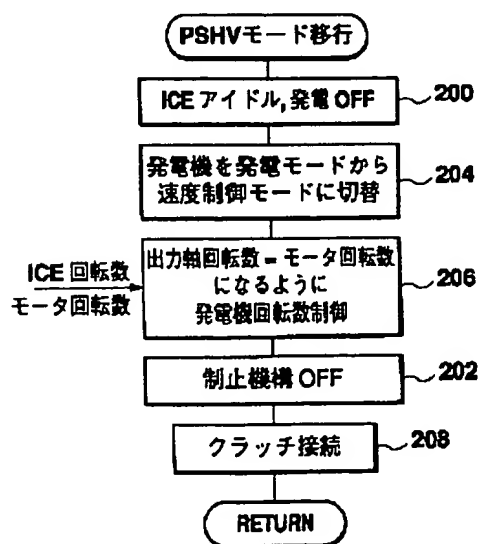 PSHVモード移行
ICE アイドル, 発電 OFF
200
発電機を発電モードから
速度制御モードに切替
204
ICE 回転数
モータ回転数
出力軸回転数 = モータ回転数
になるように
発電機回転数制御
206
制止機構 OFF
202
クラッチ接続
208
RETURN